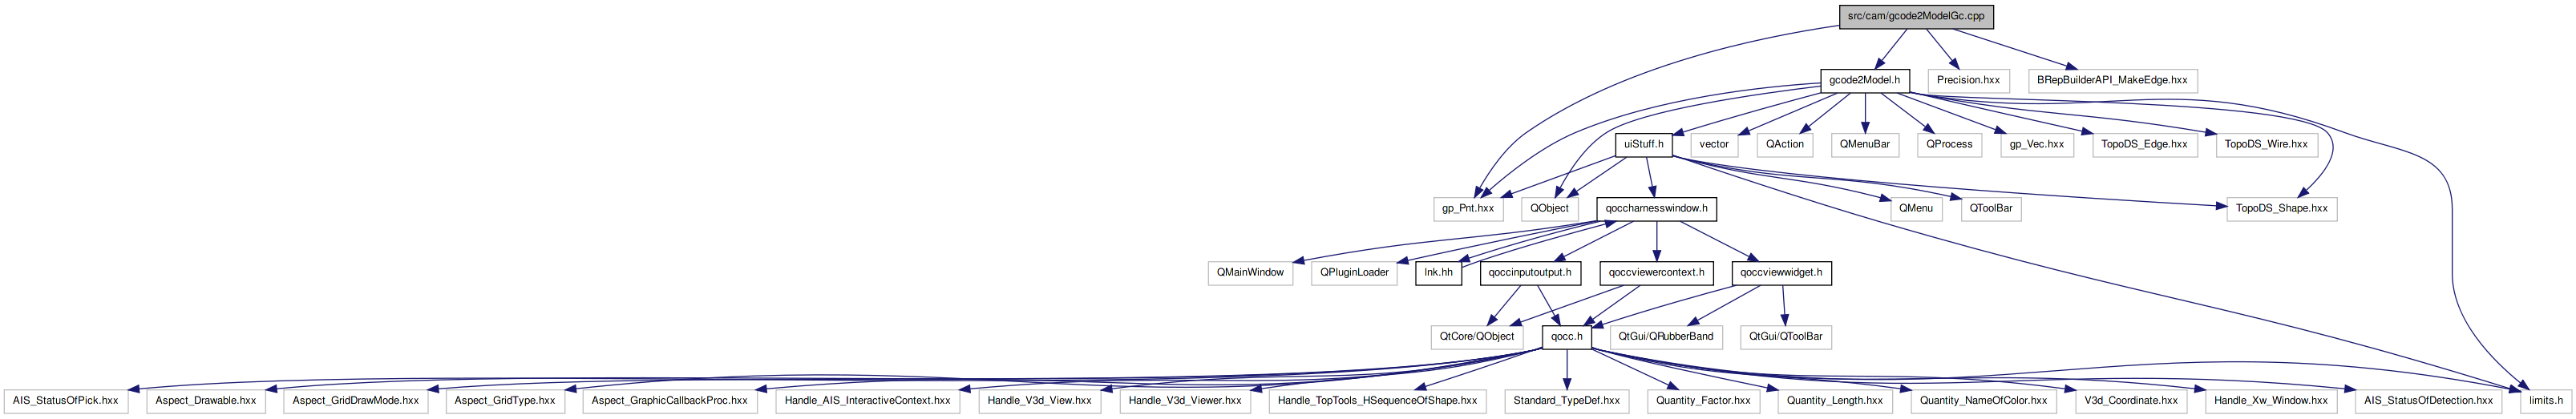 src/cam/gcode2ModelGc.cpp
gcode2Model.h
Precision.hxx
BRepBuilderAPI_MakeEdge.hxx
uiStuff.h
vector
QAction
QMenuBar
QProcess
gp_Vec.hxx
TopoDS_Edge.hxx
TopoDS_Wire.hxx
gp_Pnt.hxx
QObject
qoccharnesswindow.h
QMenu
QToolBar
TopoDS_Shape.hxx
QMainWindow
QPluginLoader
lnk.hh
qoccinputoutput.h
qoccviewercontext.h
qoccviewwidget.h
QtCore/QObject
qocc.h
QtGui/QRubberBand
QtGui/QToolBar
AIS_StatusOfPick.hxx
Aspect_Drawable.hxx
Aspect_GridDrawMode.hxx
Aspect_GridType.hxx
Aspect_GraphicCallbackProc.hxx
Handle_AIS_InteractiveContext.hxx
Handle_V3d_View.hxx
Handle_V3d_Viewer.hxx
Handle_TopTools_HSequenceOfShape.hxx
Standard_TypeDef.hxx
Quantity_Factor.hxx
Quantity_Length.hxx
Quantity_NameOfColor.hxx
V3d_Coordinate.hxx
Handle_Xw_Window.hxx
AIS_StatusOfDetection.hxx
limits.h